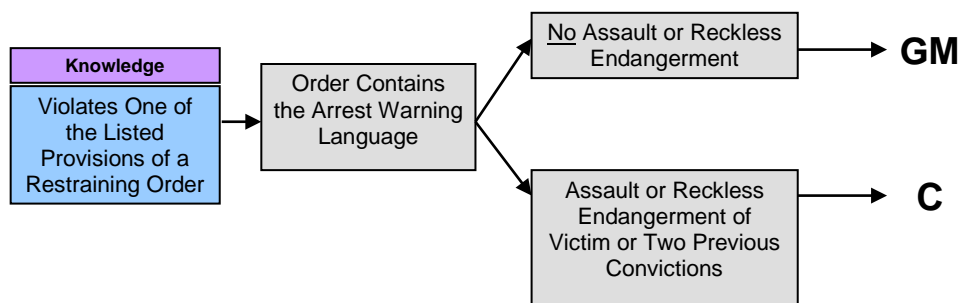 Knowledge
Violates One of
the Listed
Provisions of a
Restraining Order
Order Contains
the Arrest Warning
Language
No Assault or Reckless
Endangerment
GM
Assault or Reckless
Endangerment of
Victim or Two Previous
Convictions
C